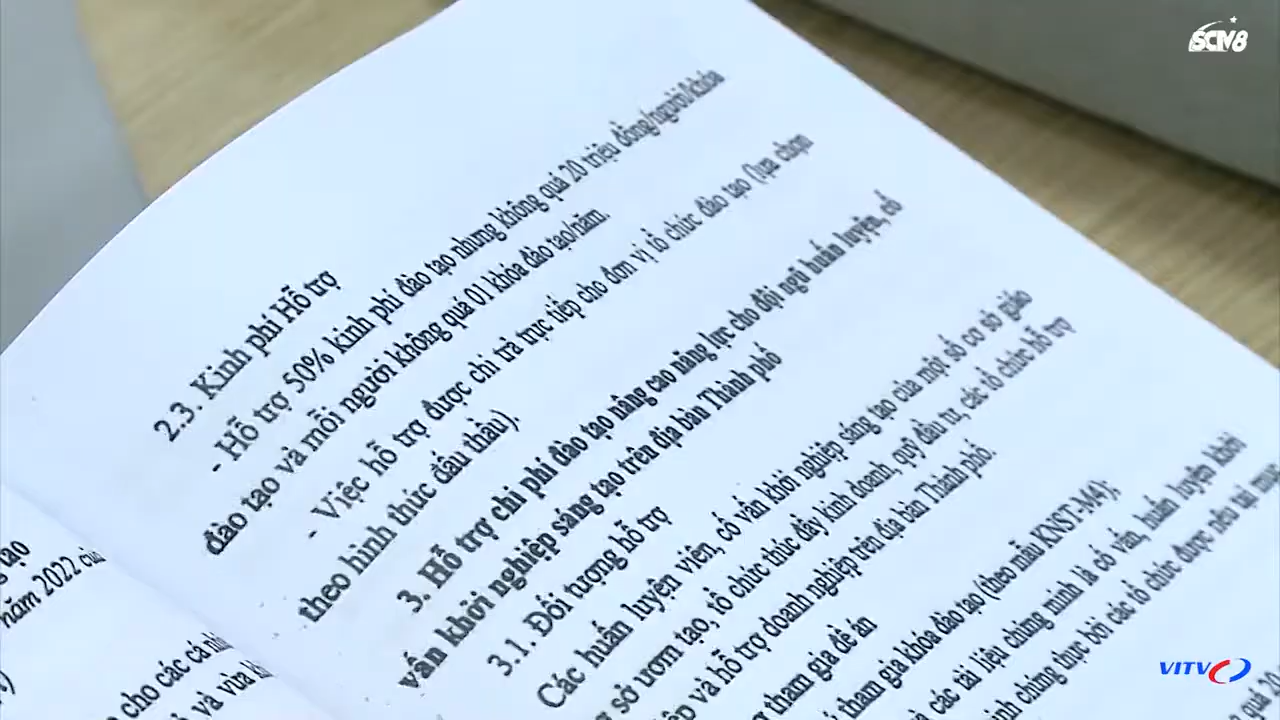 SCTV8
2.3. Kinh phí Hỗ trợ
- Hỗ trợ 50% kinh phí đào tạo nhưng không quá 20 triệu đồng/người/khóa
đào tạo và mỗi người không quá 01 khóa đào tạo/năm.
- Việc hỗ trợ được chi trả trực tiếp cho đơn vị tổ chức đào tạo (lựa chọn
theo hình thức đấu thầu).
3. Hỗ trợ chi phí đào tạo nâng cao năng lực cho đội ngũ huấn luyện, cố
vấn khởi nghiệp sáng tạo trên địa bàn Thành phố
3.1. Đối tượng hỗ trợ
Các huấn luyện viên, cố vấn khởi nghiệp sáng tạo của một số cơ sở giáo
sở ươm tạo, tổ chức thúc đẩy kinh doanh, quỹ đầu tư, các tổ chức hỗ trợ
và hỗ trợ doanh nghiệp trên địa bàn Thành phố.
tham gia đề án
tham gia khóa đào tạo (theo mẫu KNST-M4);
và các tài liệu chứng minh là cố vấn, huấn luyện khởi
chứng thực bởi các tổ chức được nêu tại
quá 20
tạo
năm 2022
cho các cá
và
VITV